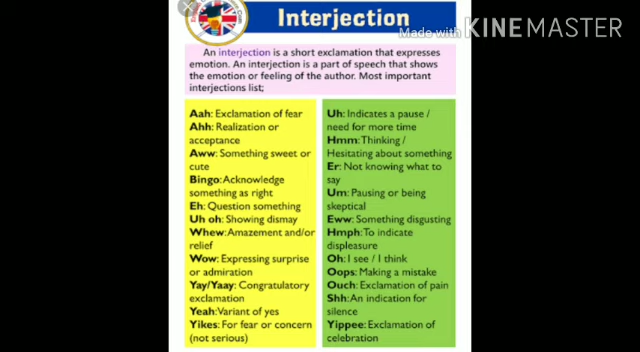 Interjection
Made with KINEMASTER
An interjection is a short exclamation that expresses
emotion. An interjection is a part of speech that shows
the emotion or feeling of the author. Most important
interjections list;
Aah: Exclamation of fear
Ahh: Realization or
acceptance
Aww: Something sweet or
cute
Bingo: Acknowledge
something as right
Eh: Question something
Uh oh: Showing dismay
Whew: Amazement and/or
relief
Wow: Expressing surprise
or admiration
Yay/Yaay: Congratulatory
exclamation
Yeah: Variant of yes
Yikes: For fear or concern
(not serious)
Uh: Indicates a pause /
need for more time
Hmm: Thinking /
Hesitating about something
Er: Not knowing what to
say
Um: Pausing or being
skeptical
Eww: Something disgusting
Hmph: To indicate
displeasure
Oh: I see / I think
Oops: Making a mistake
Ouch: Exclamation of pain
Shh: An indication for
silence
Yippee: Exclamation of
celebration